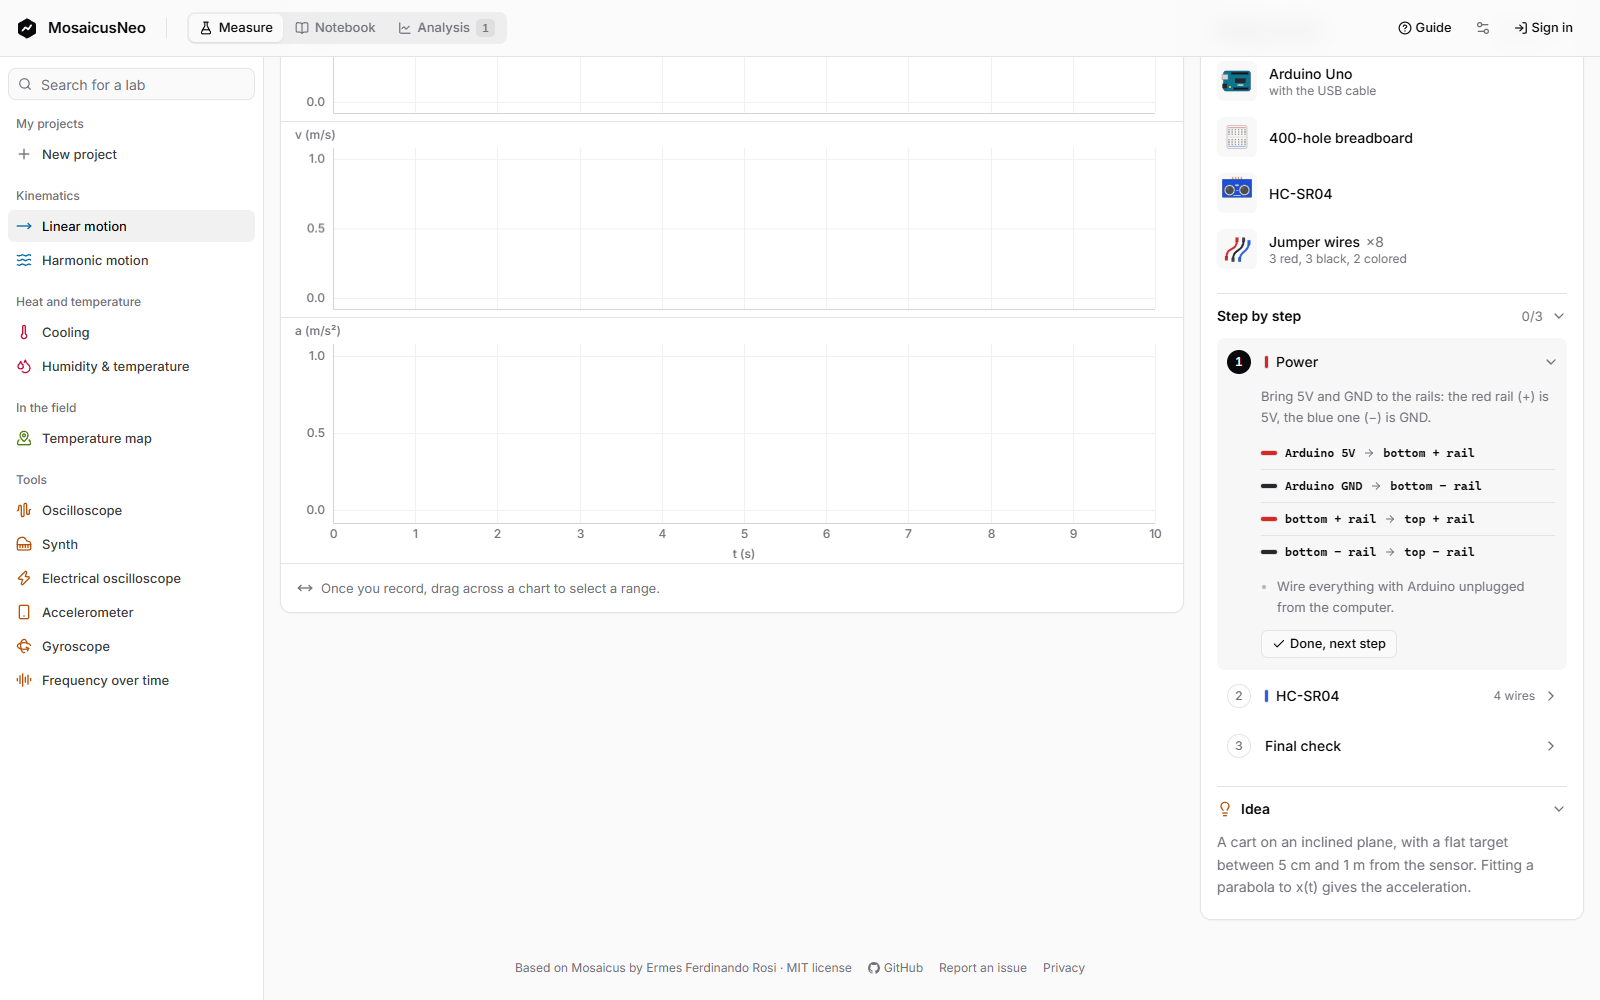 MosaicusNeo
Measure
Notebook
Analysis 1
Guide
Sign in
Search for a lab
My projects
New project
Kinematics
Linear motion
Harmonic motion
Heat and temperature
Cooling
Humidity & temperature
In the field
Temperature map
Tools
Oscilloscope
Synth
Electrical oscilloscope
Accelerometer
Gyroscope
Frequency over time
0.0
v (m/s)
1.0
0.5
0.0
a (m/s²)
1.0
0.5
0.0
0 1 2 3 4 5 6 7 8 9 10
t (s)
Once you record, drag across a chart to select a range.
Arduino Uno
with the USB cable
400-hole breadboard
HC-SR04
Jumper wires ×8
3 red, 3 black, 2 colored
Step by step 0/3
1 Power
Bring 5V and GND to the rails: the red rail (+) is
5V, the blue one (−) is GND.
Arduino 5V → bottom + rail
Arduino GND → bottom − rail
bottom + rail → top + rail
bottom − rail → top − rail
• Wire everything with Arduino unplugged
from the computer.
Done, next step
2 HC-SR04 4 wires
3 Final check
Idea
A cart on an inclined plane, with a flat target
between 5 cm and 1 m from the sensor. Fitting a
parabola to x(t) gives the acceleration.
Based on Mosaicus by Ermes Ferdinando Rosi · MIT license GitHub Report an issue Privacy